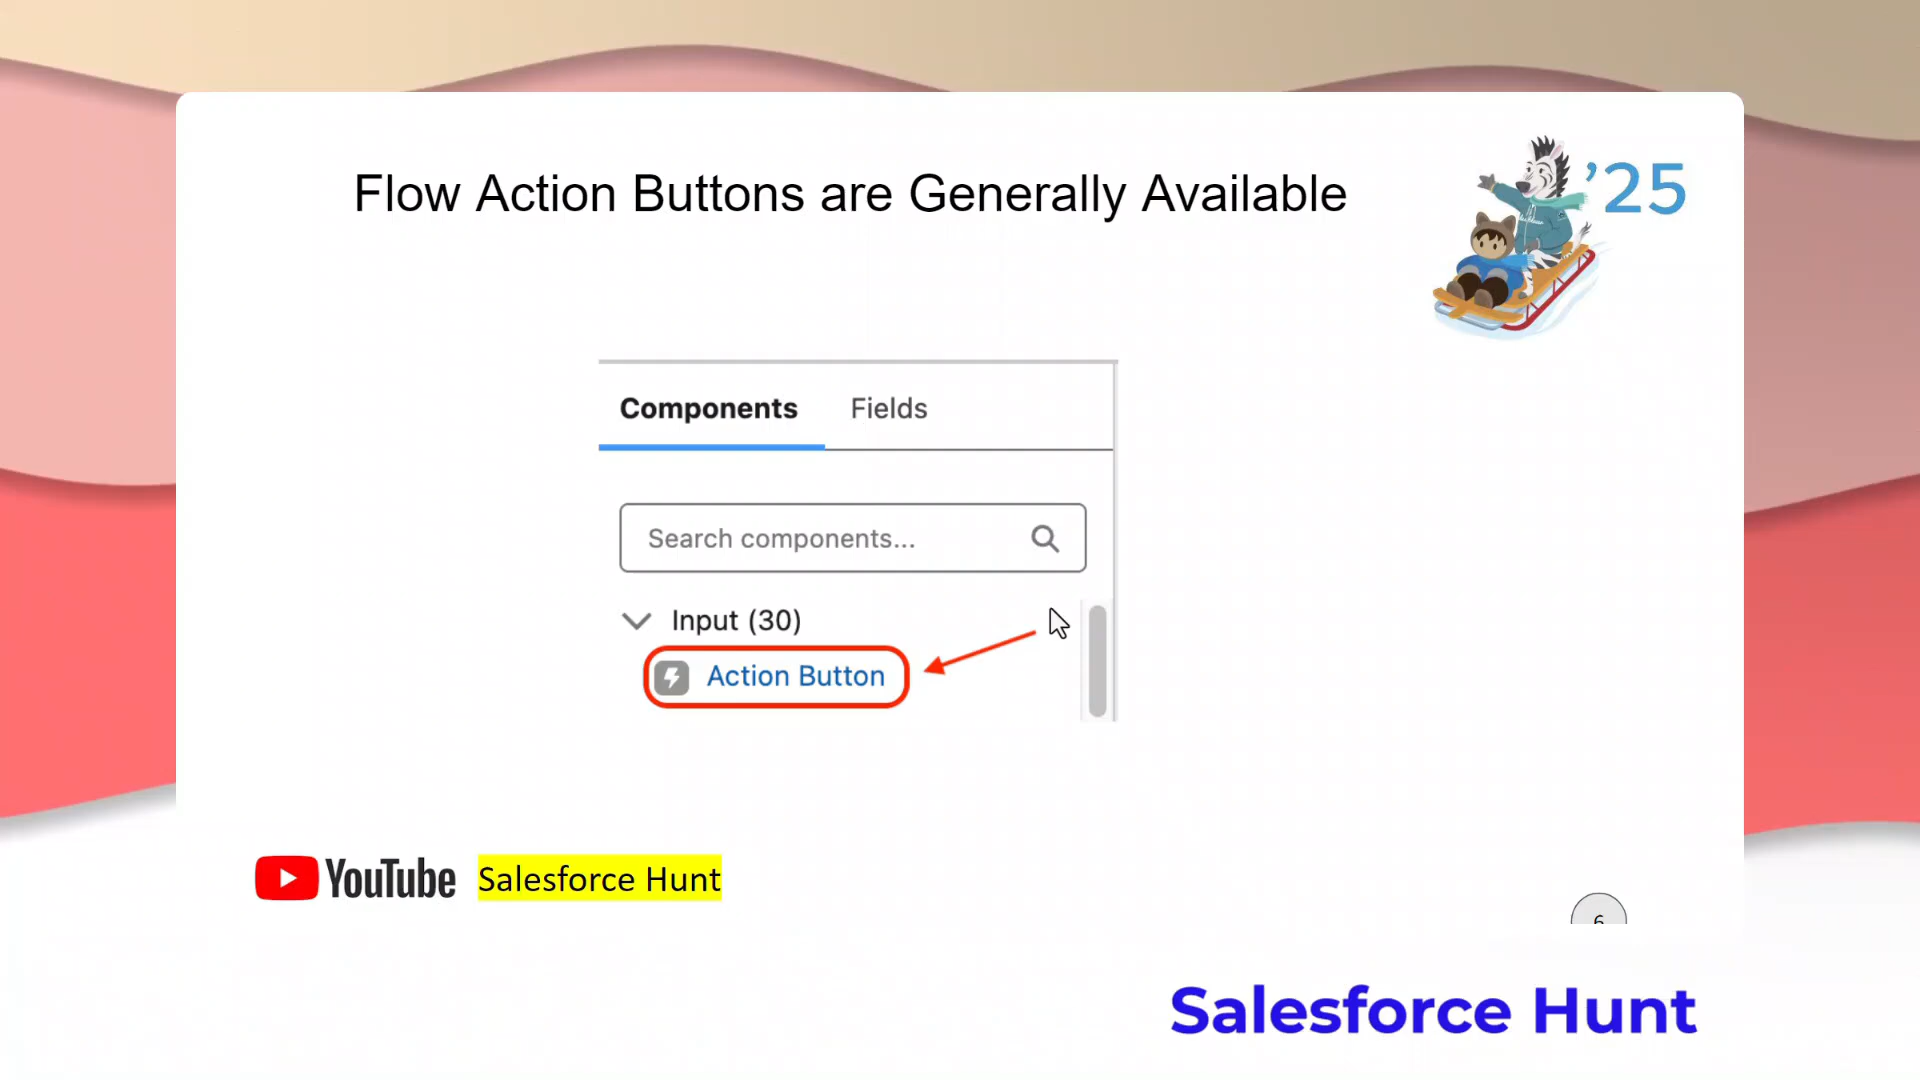 Flow Action Buttons are Generally Available
’25
Components Fields
Search components...
Input (30)
Action Button
YouTube Salesforce Hunt
6
Salesforce Hunt